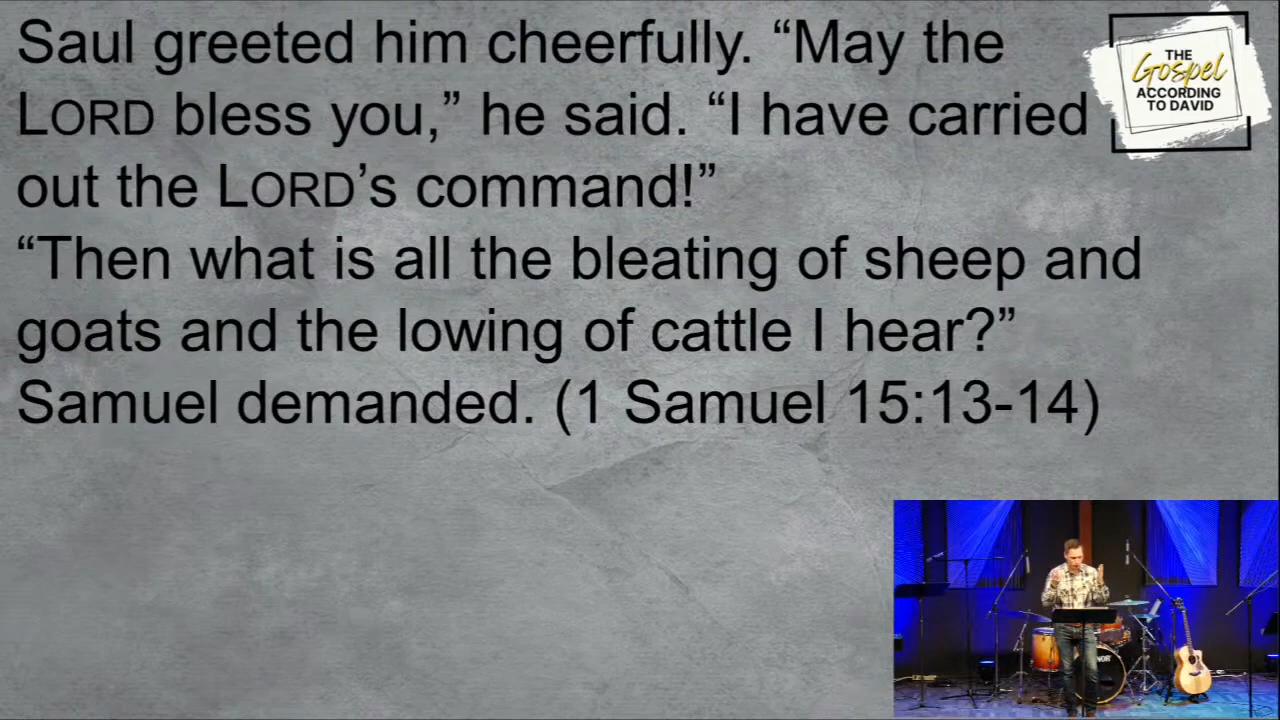 Saul greeted him cheerfully. “May the
LORD bless you,” he said. “I have carried
out the LORD’s command!”
“Then what is all the bleating of sheep and
goats and the lowing of cattle I hear?”
Samuel demanded. (1 Samuel 15:13-14)
THE
Gospel
ACCORDING
TO DAVID